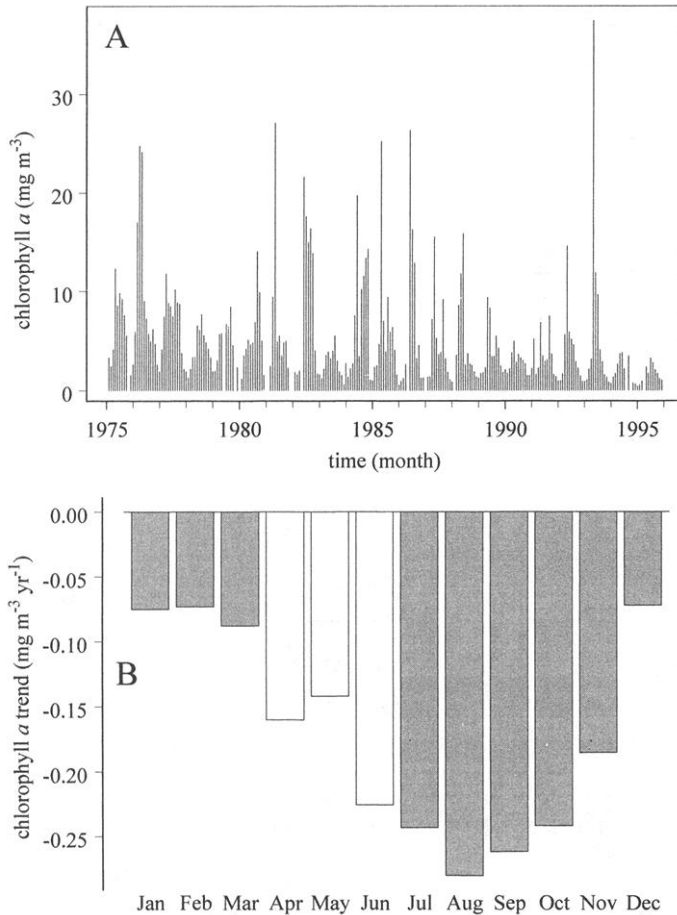 A
chlorophyll a (mg m⁻³)
30
20
10
0
1975 1980 1985 1990 1995
time (month)
B
chlorophyll a trend (mg m⁻³ yr⁻¹)
0.00
-0.05
-0.10
-0.15
-0.20
-0.25
Jan Feb Mar Apr May Jun Jul Aug Sep Oct Nov Dec